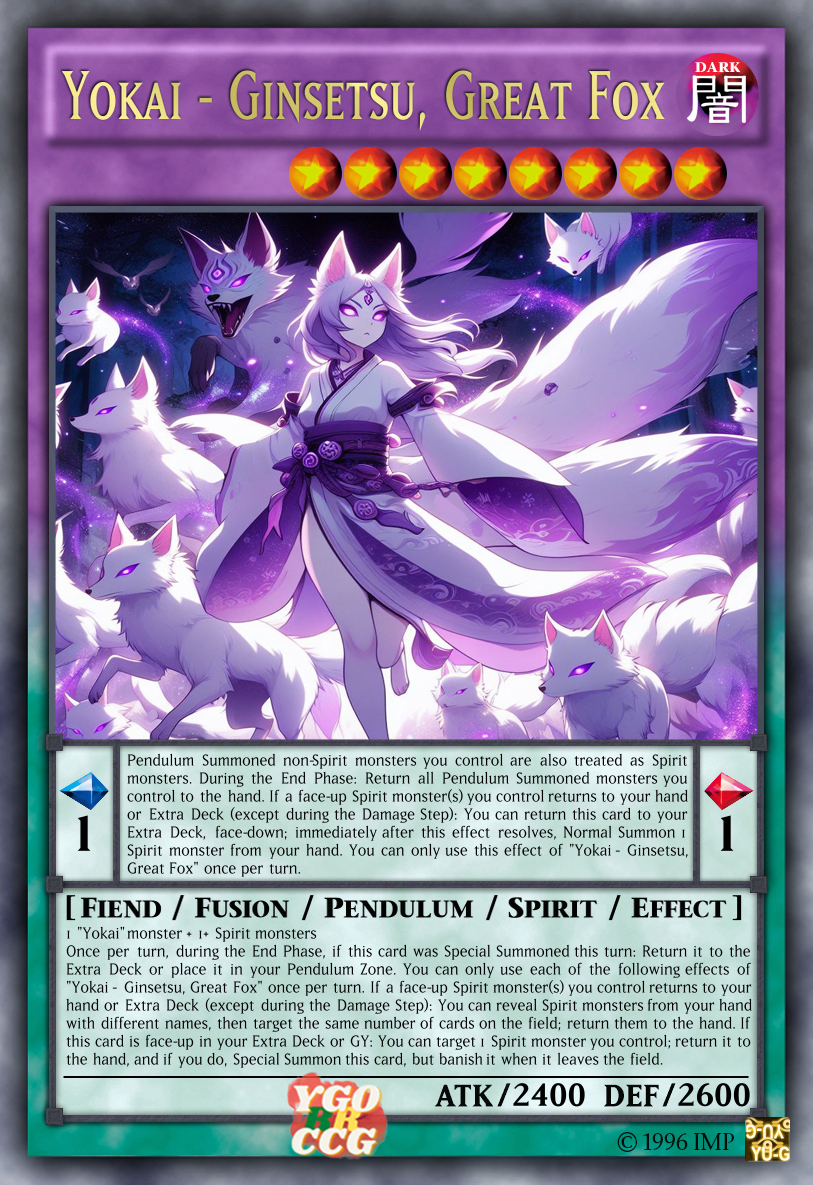 Yokai - Ginsetsu, Great Fox
DARK
闇
Pendulum Summoned non-Spirit monsters you control are also treated as Spirit
monsters. During the End Phase: Return all Pendulum Summoned monsters you
control to the hand. If a face-up Spirit monster(s) you control returns to your hand
or Extra Deck (except during the Damage Step): You can return this card to your
Extra Deck, face-down; immediately after this effect resolves, Normal Summon 1
Spirit monster from your hand. You can only use this effect of "Yokai - Ginsetsu,
Great Fox" once per turn.
1
1
[ Fiend / Fusion / Pendulum / Spirit / Effect ]
1 "Yokai" monster + 1+ Spirit monsters
Once per turn, during the End Phase, if this card was Special Summoned this turn: Return it to the
Extra Deck or place it in your Pendulum Zone. You can only use each of the following effects of
"Yokai - Ginsetsu, Great Fox" once per turn. If a face-up Spirit monster(s) you control returns to your
hand or Extra Deck (except during the Damage Step): You can reveal Spirit monsters from your hand
with different names, then target the same number of cards on the field; return them to the hand. If
this card is face-up in your Extra Deck or GY: You can target 1 Spirit monster you control; return it to
the hand, and if you do, Special Summon this card, but banish it when it leaves the field.
ATK/2400 DEF/2600
YGO
CCG
© 1996 IMP